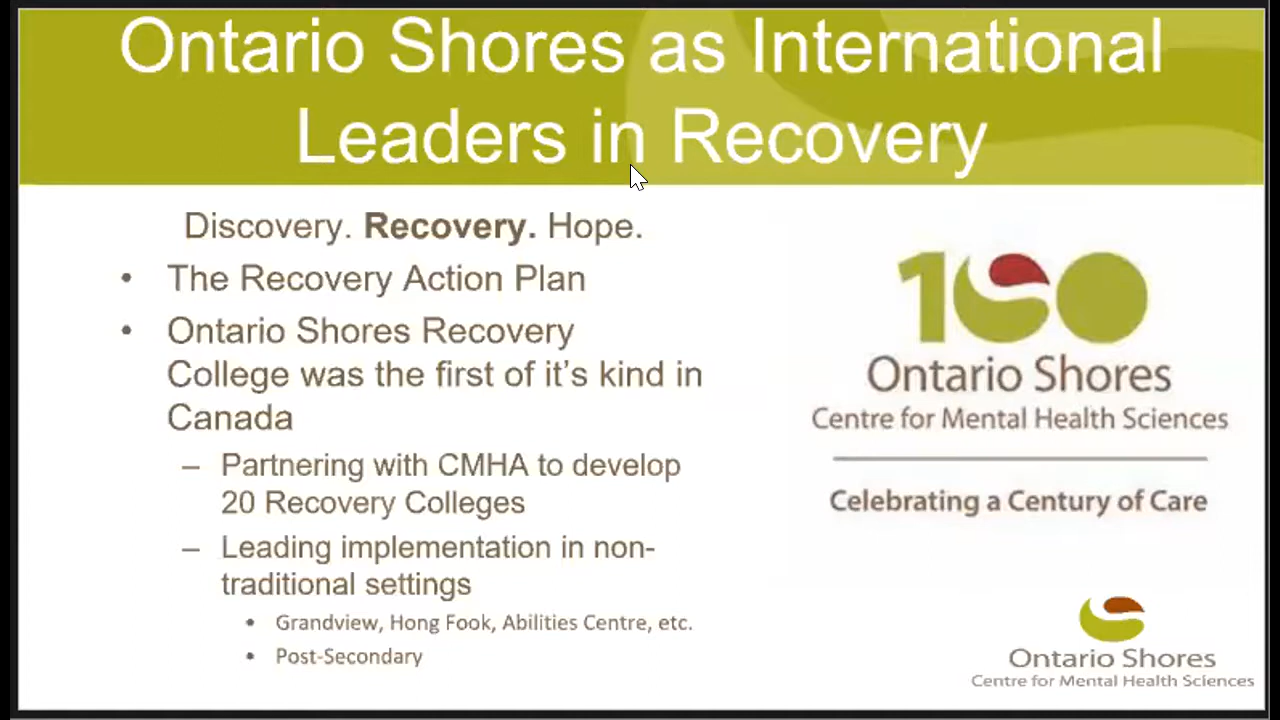 Ontario Shores as International
Leaders in Recovery
Discovery. Recovery. Hope.
• The Recovery Action Plan
• Ontario Shores Recovery
College was the first of it's kind in
Canada
– Partnering with CMHA to develop
20 Recovery Colleges
– Leading implementation in non-
traditional settings
• Grandview, Hong Fook, Abilities Centre, etc.
• Post-Secondary
100
Ontario Shores
Centre for Mental Health Sciences
Celebrating a Century of Care
Ontario Shores
Centre for Mental Health Sciences